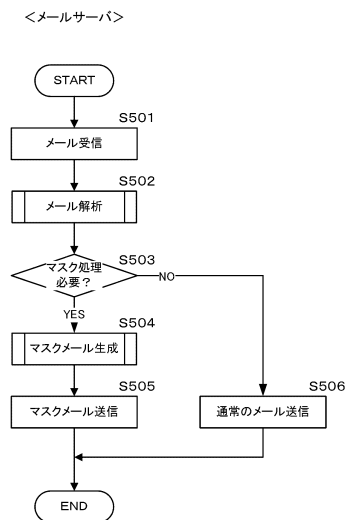 <メールサーバ>
START
S501
メール受信
S502
メール解析
S503
マスク処理
必要？
NO
YES
S504
マスクメール生成
S505
マスクメール送信
S506
通常のメール送信
END